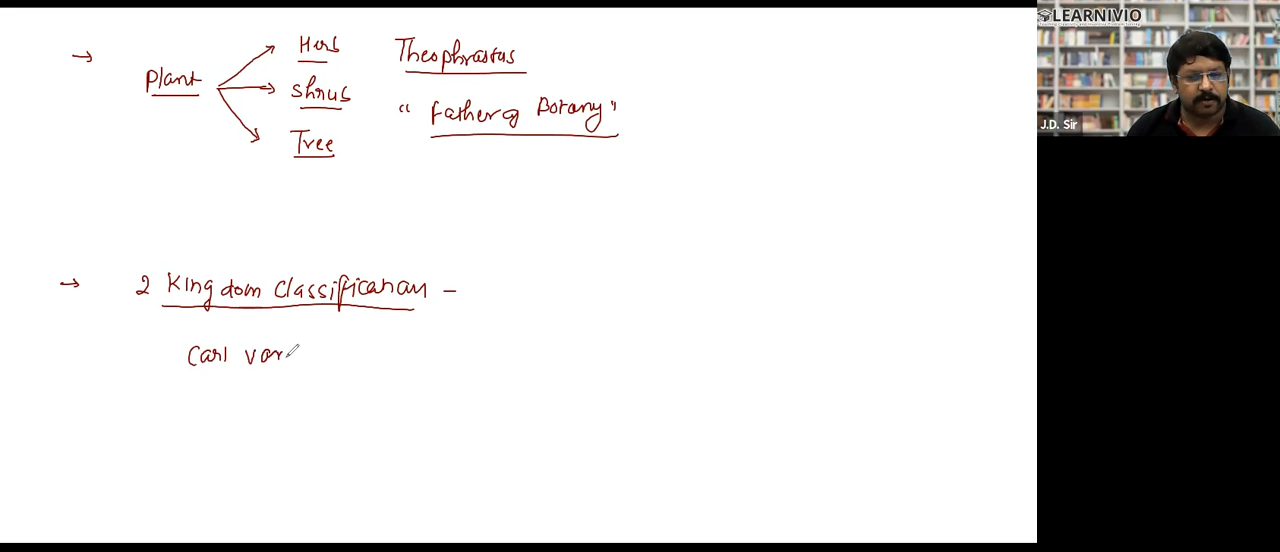 → Plant Herb Theophrastus
Shrub "Father of Botany"
Tree
→ 2 Kingdom Classification -
Carl von
LEARNIVIO
J.D. Sir